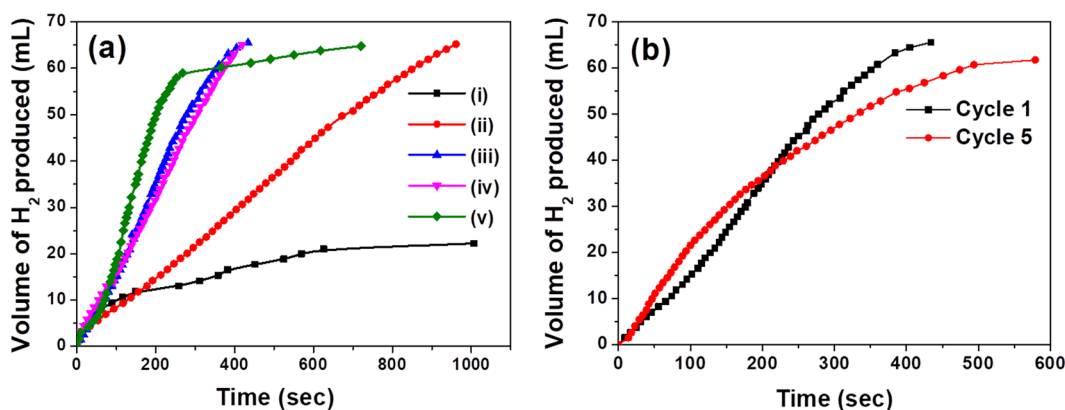 (a)
Volume of H2 produced (mL)
70
60
50
40
30
20
10
0
(i)
(ii)
(iii)
(iv)
(v)
0 200 400 600 800 1000
Time (sec)
(b)
Volume of H2 produced (mL)
70
60
50
40
30
20
10
0
Cycle 1
Cycle 5
0 100 200 300 400 500 600
Time (sec)